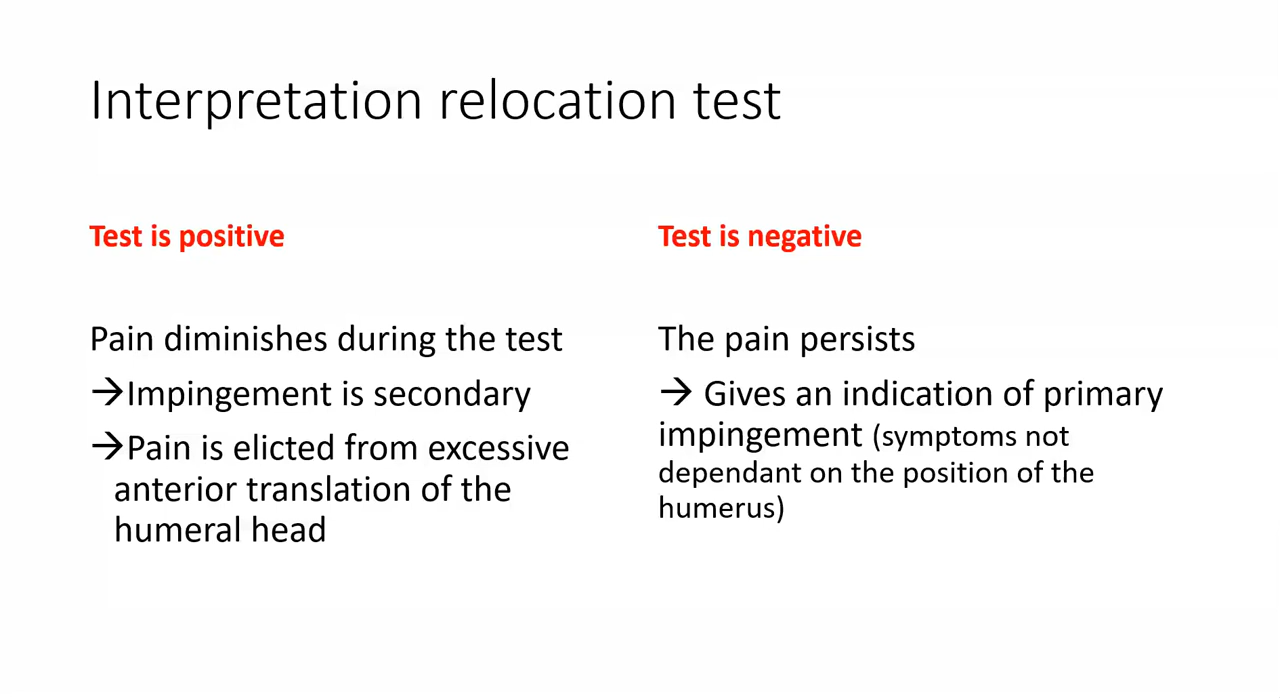 Interpretation relocation test
Test is positive
Pain diminishes during the test
→Impingement is secondary
→Pain is elicted from excessive
anterior translation of the
humeral head
Test is negative
The pain persists
→ Gives an indication of primary
impingement (symptoms not
dependant on the position of the
humerus)